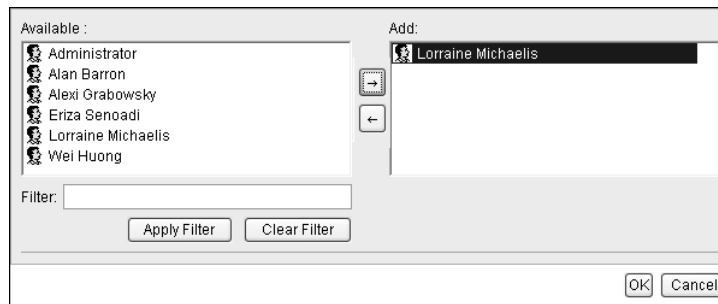 Available :
Administrator
Alan Barron
Alexi Grabowsky
Eriza Senoadi
Lorraine Michaelis
Wei Huong
Filter:
Apply Filter
Clear Filter
Add:
Lorraine Michaelis
→
←
OK
Cancel